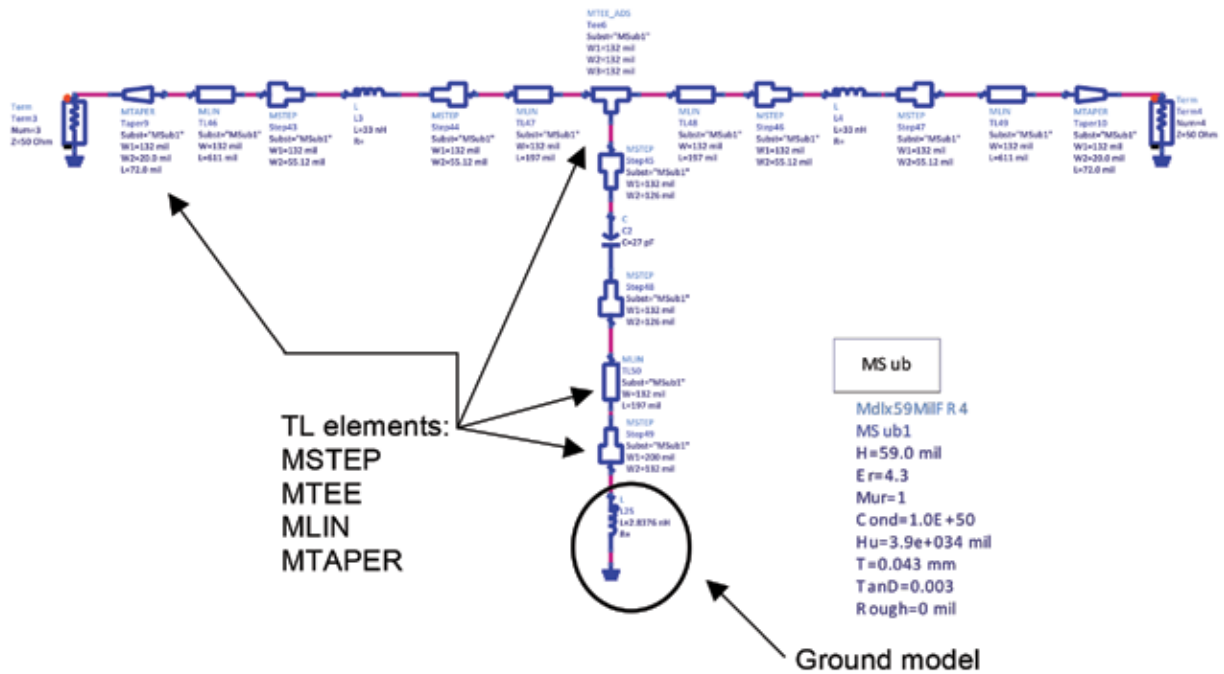 MTEE_ADS
Tee6
Subst="MSub1"
W1=132 mil
W2=132 mil
W3=132 mil
Term
Term3
Num=3
Z=50 Ohm
MTAPER
Taper9
Subst="MSub1"
W1=132 mil
W2=20.0 mil
L=72.0 mil
MLIN
TL46
Subst="MSub1"
W=132 mil
L=611 mil
MSTEP
Step43
Subst="MSub1"
W1=132 mil
W2=55.12 mil
L
L3
L=33 nH
R=
MSTEP
Step44
Subst="MSub1"
W1=132 mil
W2=55.12 mil
MLIN
TL47
Subst="MSub1"
W=132 mil
L=197 mil
MLIN
TL48
Subst="MSub1"
W=132 mil
L=157 mil
MSTEP
Step46
Subst="MSub1"
W1=132 mil
W2=55.12 mil
L
L4
L=33 nH
R=
MSTEP
Step47
Subst="MSub1"
W1=132 mil
W2=55.12 mil
MLIN
TL49
Subst="MSub1"
W=132 mil
L=611 mil
MTAPER
Taper10
Subst="MSub1"
W1=132 mil
W2=20.0 mil
L=72.0 mil
Term
Term4
Num=4
Z=50 Ohm
MSTEP
Step45
Subst="MSub1"
W1=132 mil
W2=126 mil
C
C2
C=27 pF
MSTEP
Step48
Subst="MSub1"
W1=132 mil
W2=126 mil
MLIN
TL50
Subst="MSub1"
W=132 mil
L=197 mil
MSTEP
Step49
Subst="MSub1"
W1=200 mil
W2=132 mil
L
L25
L=2.8376 nH
R=
TL elements:
MSTEP
MTEE
MLIN
MTAPER
MSub
Mdlx59MilFR4
MSub1
H=59.0 mil
Er=4.3
Mur=1
Cond=1.0E+50
Hu=3.9e+034 mil
T=0.043 mm
TanD=0.003
Rough=0 mil
Ground model